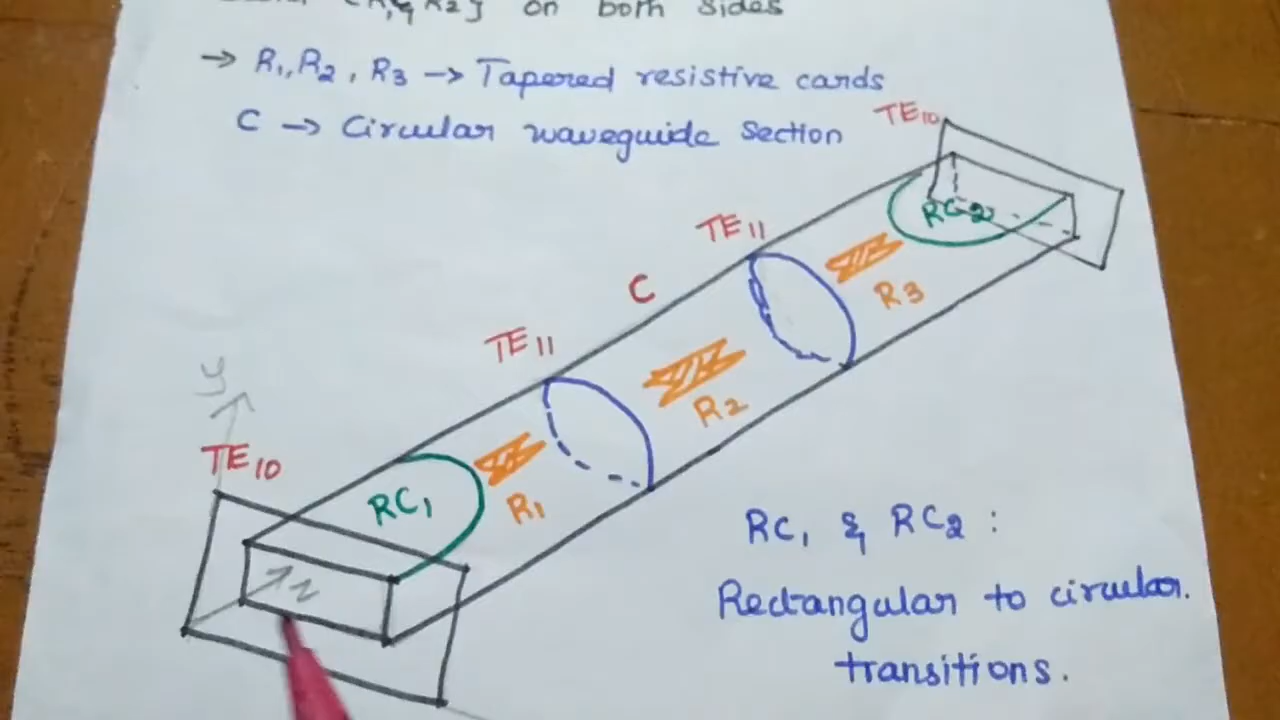 R2} on both sides
→ R1, R2, R3 → Tapered resistive cards
C → Circular waveguide section
TE10
TE11
RC2
C
R3
TE11
R2
y
TE10
RC1
R1
z
RC1 & RC2 :
Rectangular to circular.
transitions.